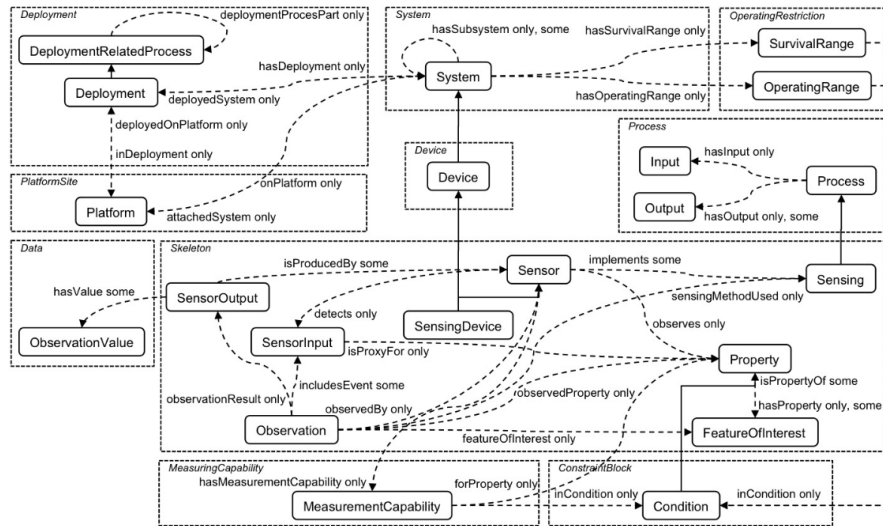 Deployment
deploymentProcesPart only
DeploymentRelatedProcess
Deployment
hasDeployment only
deployedSystem only
deployedOnPlatform only
inDeployment only
System
hasSubsystem only, some
System
hasSurvivalRange only
hasOperatingRange only
OperatingRestriction
SurvivalRange
OperatingRange
Process
Input
hasInput only
Process
Output
hasOutput only, some
Device
Device
PlatformSite
Platform
onPlatform only
attachedSystem only
Data
hasValue some
ObservationValue
Skeleton
isProducedBy some
Sensor
implements some
SensorOutput
Sensing
sensingMethodUsed only
detects only
SensingDevice
observes only
SensorInput
isProxyFor only
Property
includesEvent some
isPropertyOf some
observationResult only
observedProperty only
hasProperty only, some
observedBy only
Observation
featureOfInterest only
FeatureOfInterest
MeasuringCapability
hasMeasurementCapability only
forProperty only
MeasurementCapability
ConstraintBlock
inCondition only
Condition
inCondition only